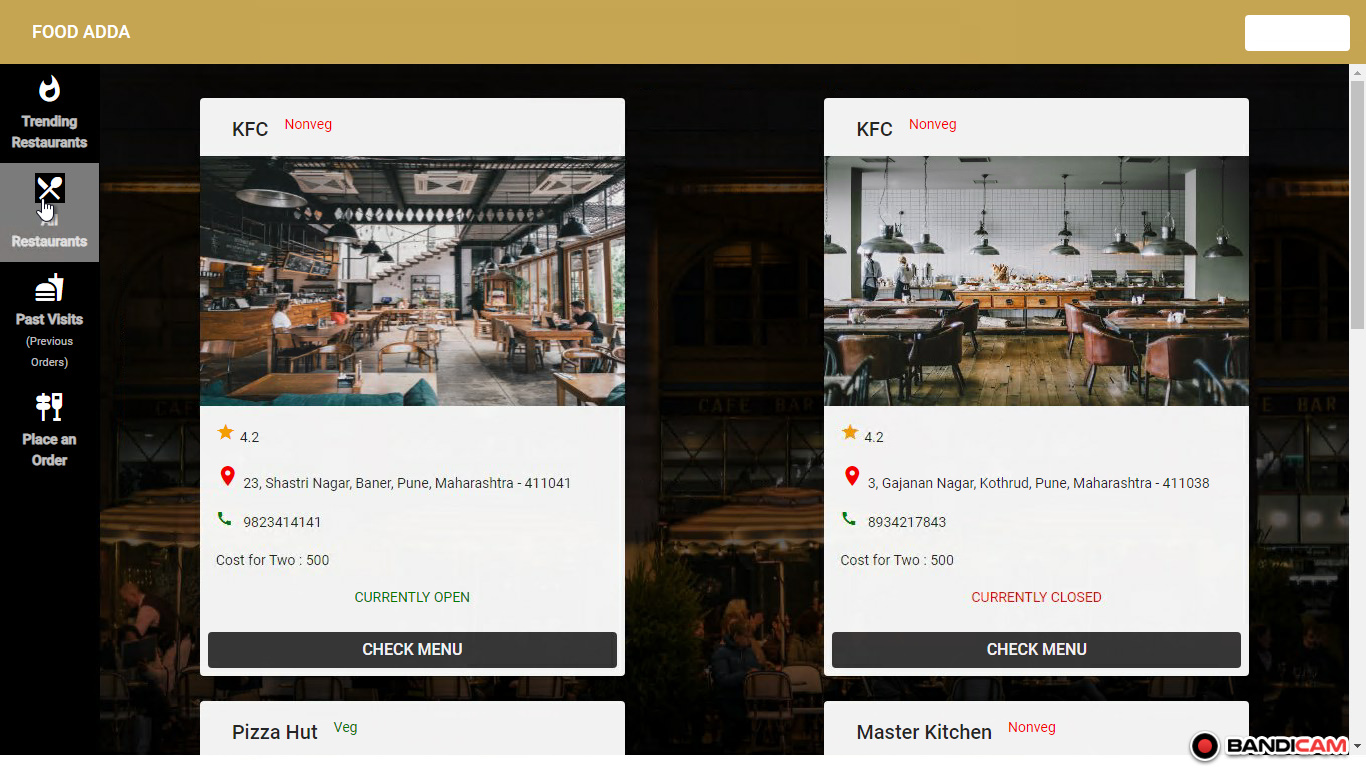 FOOD ADDA
Trending
Restaurants
All
Restaurants
Past Visits
(Previous
Orders)
Place an
Order
KFC Nonveg
4.2
23, Shastri Nagar, Baner, Pune, Maharashtra - 411041
9823414141
Cost for Two : 500
CURRENTLY OPEN
CHECK MENU
KFC Nonveg
4.2
3, Gajanan Nagar, Kothrud, Pune, Maharashtra - 411038
8934217843
Cost for Two : 500
CURRENTLY CLOSED
CHECK MENU
Pizza Hut Veg
Master Kitchen Nonveg
CAFE BAR
BANDICAM